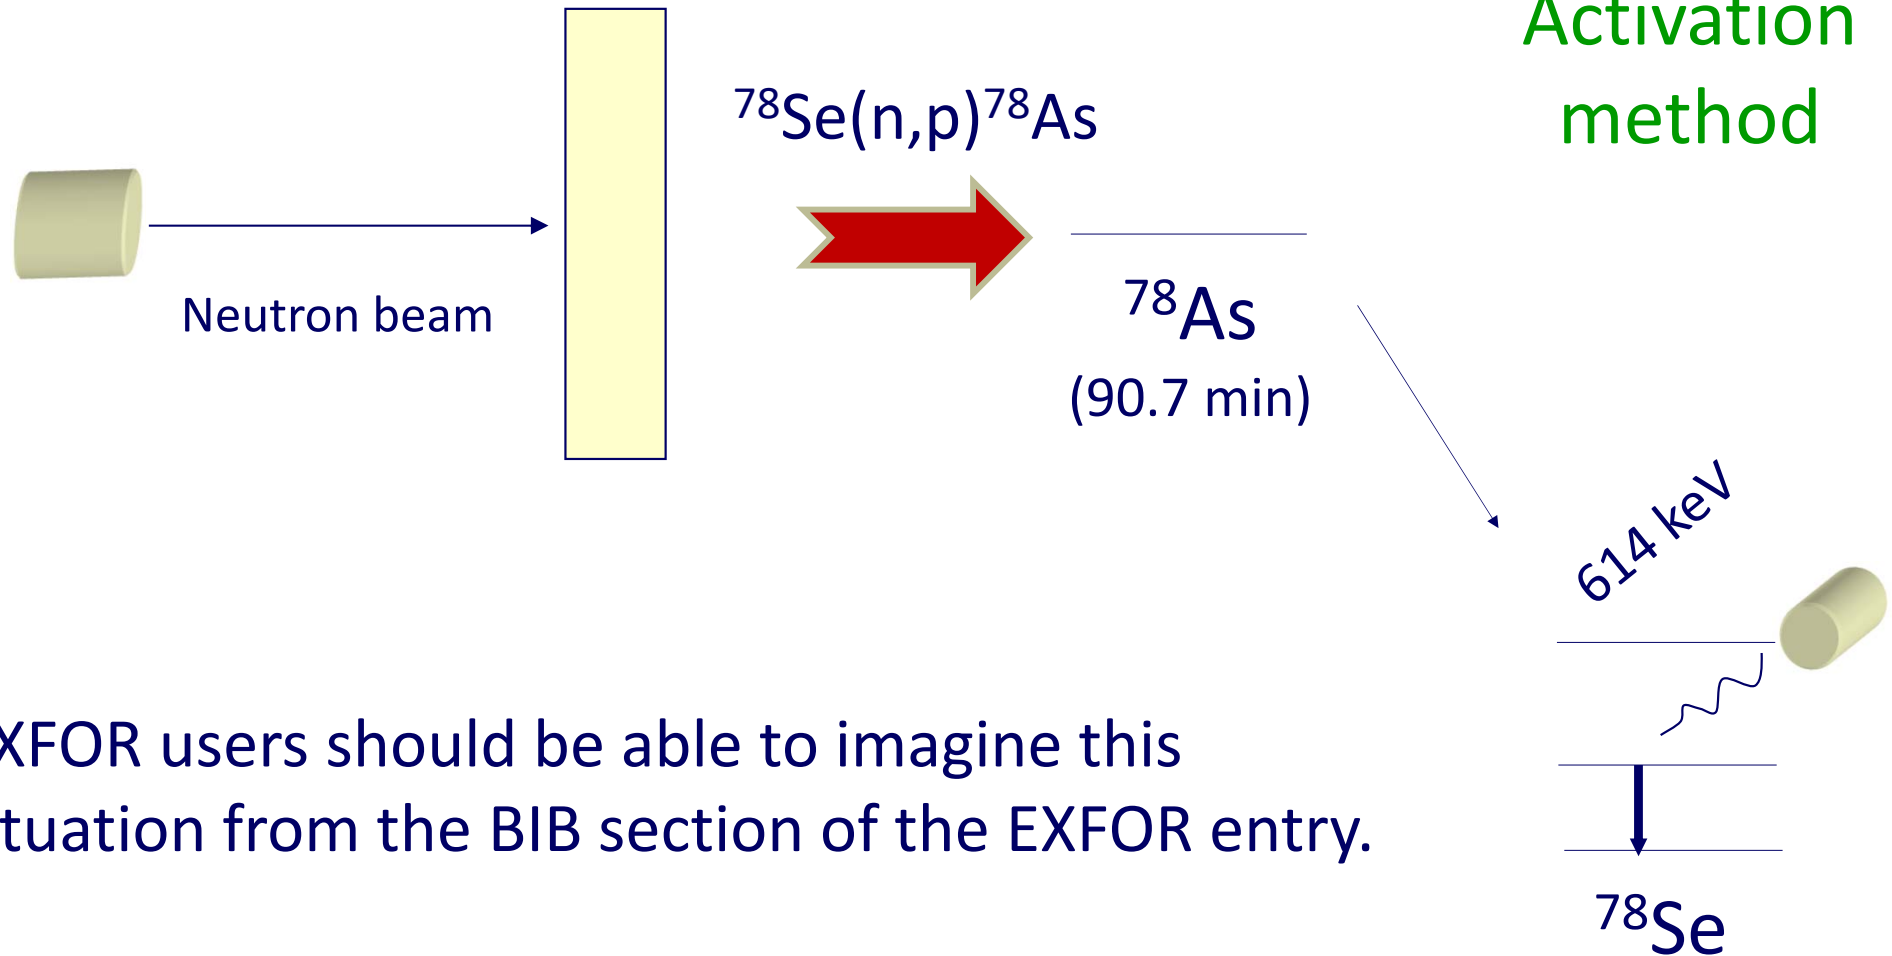 Activation
method
⁷⁸Se(n,p)⁷⁸As
Neutron beam
⁷⁸As
(90.7 min)
614 keV
XFOR users should be able to imagine this
tuation from the BIB section of the EXFOR entry.
⁷⁸Se